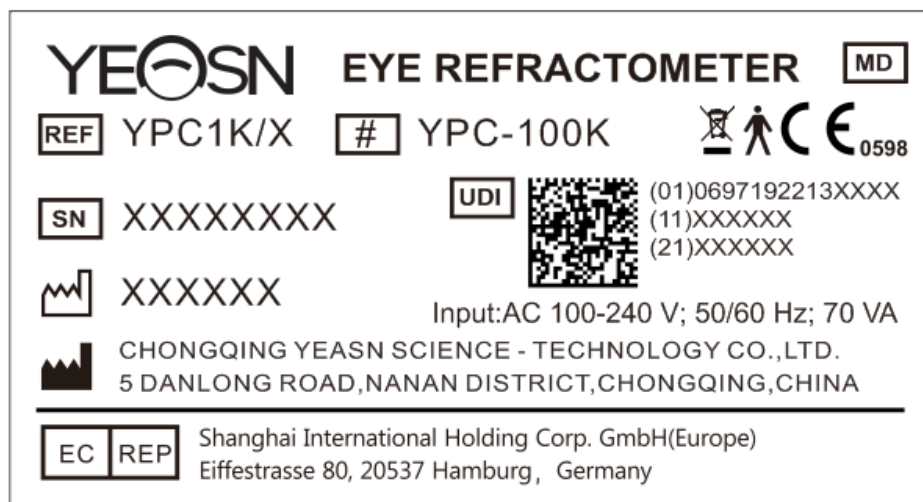 YEASN EYE REFRACTOMETER MD
REF YPC1K/X # YPC-100K CE 0598
SN XXXXXXXX
UDI (01)0697192213XXXX
(11)XXXXXX
(21)XXXXXX
XXXXXX
Input:AC 100-240 V; 50/60 Hz; 70 VA
CHONGQING YEASN SCIENCE - TECHNOLOGY CO.,LTD.
5 DANLONG ROAD,NANAN DISTRICT,CHONGQING,CHINA
EC REP Shanghai International Holding Corp. GmbH(Europe)
Eiffestrasse 80, 20537 Hamburg, Germany